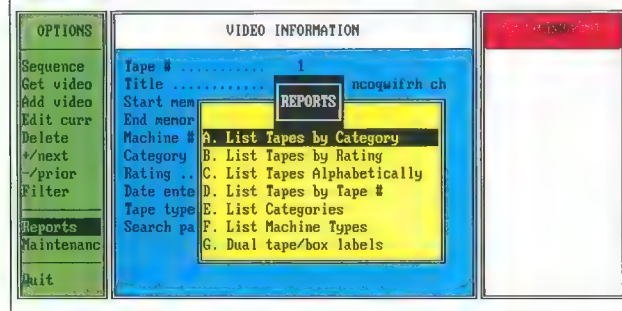 OPTIONS
Sequence
Get video
Add video
Edit curr
Delete
+/next
-/prior
Filter
Reports
Maintenanc
Quit
VIDEO INFORMATION
Tape # .......... 1
Title ............ ncoqwifrh ch
Start mem
End memor
Machine #
Category
Rating ..
Date ente
Tape type
Search pa
REPORTS
A. List Tapes by Category
B. List Tapes by Rating
C. List Tapes Alphabetically
D. List Tapes by Tape #
E. List Categories
F. List Machine Types
G. Dual tape/box labels